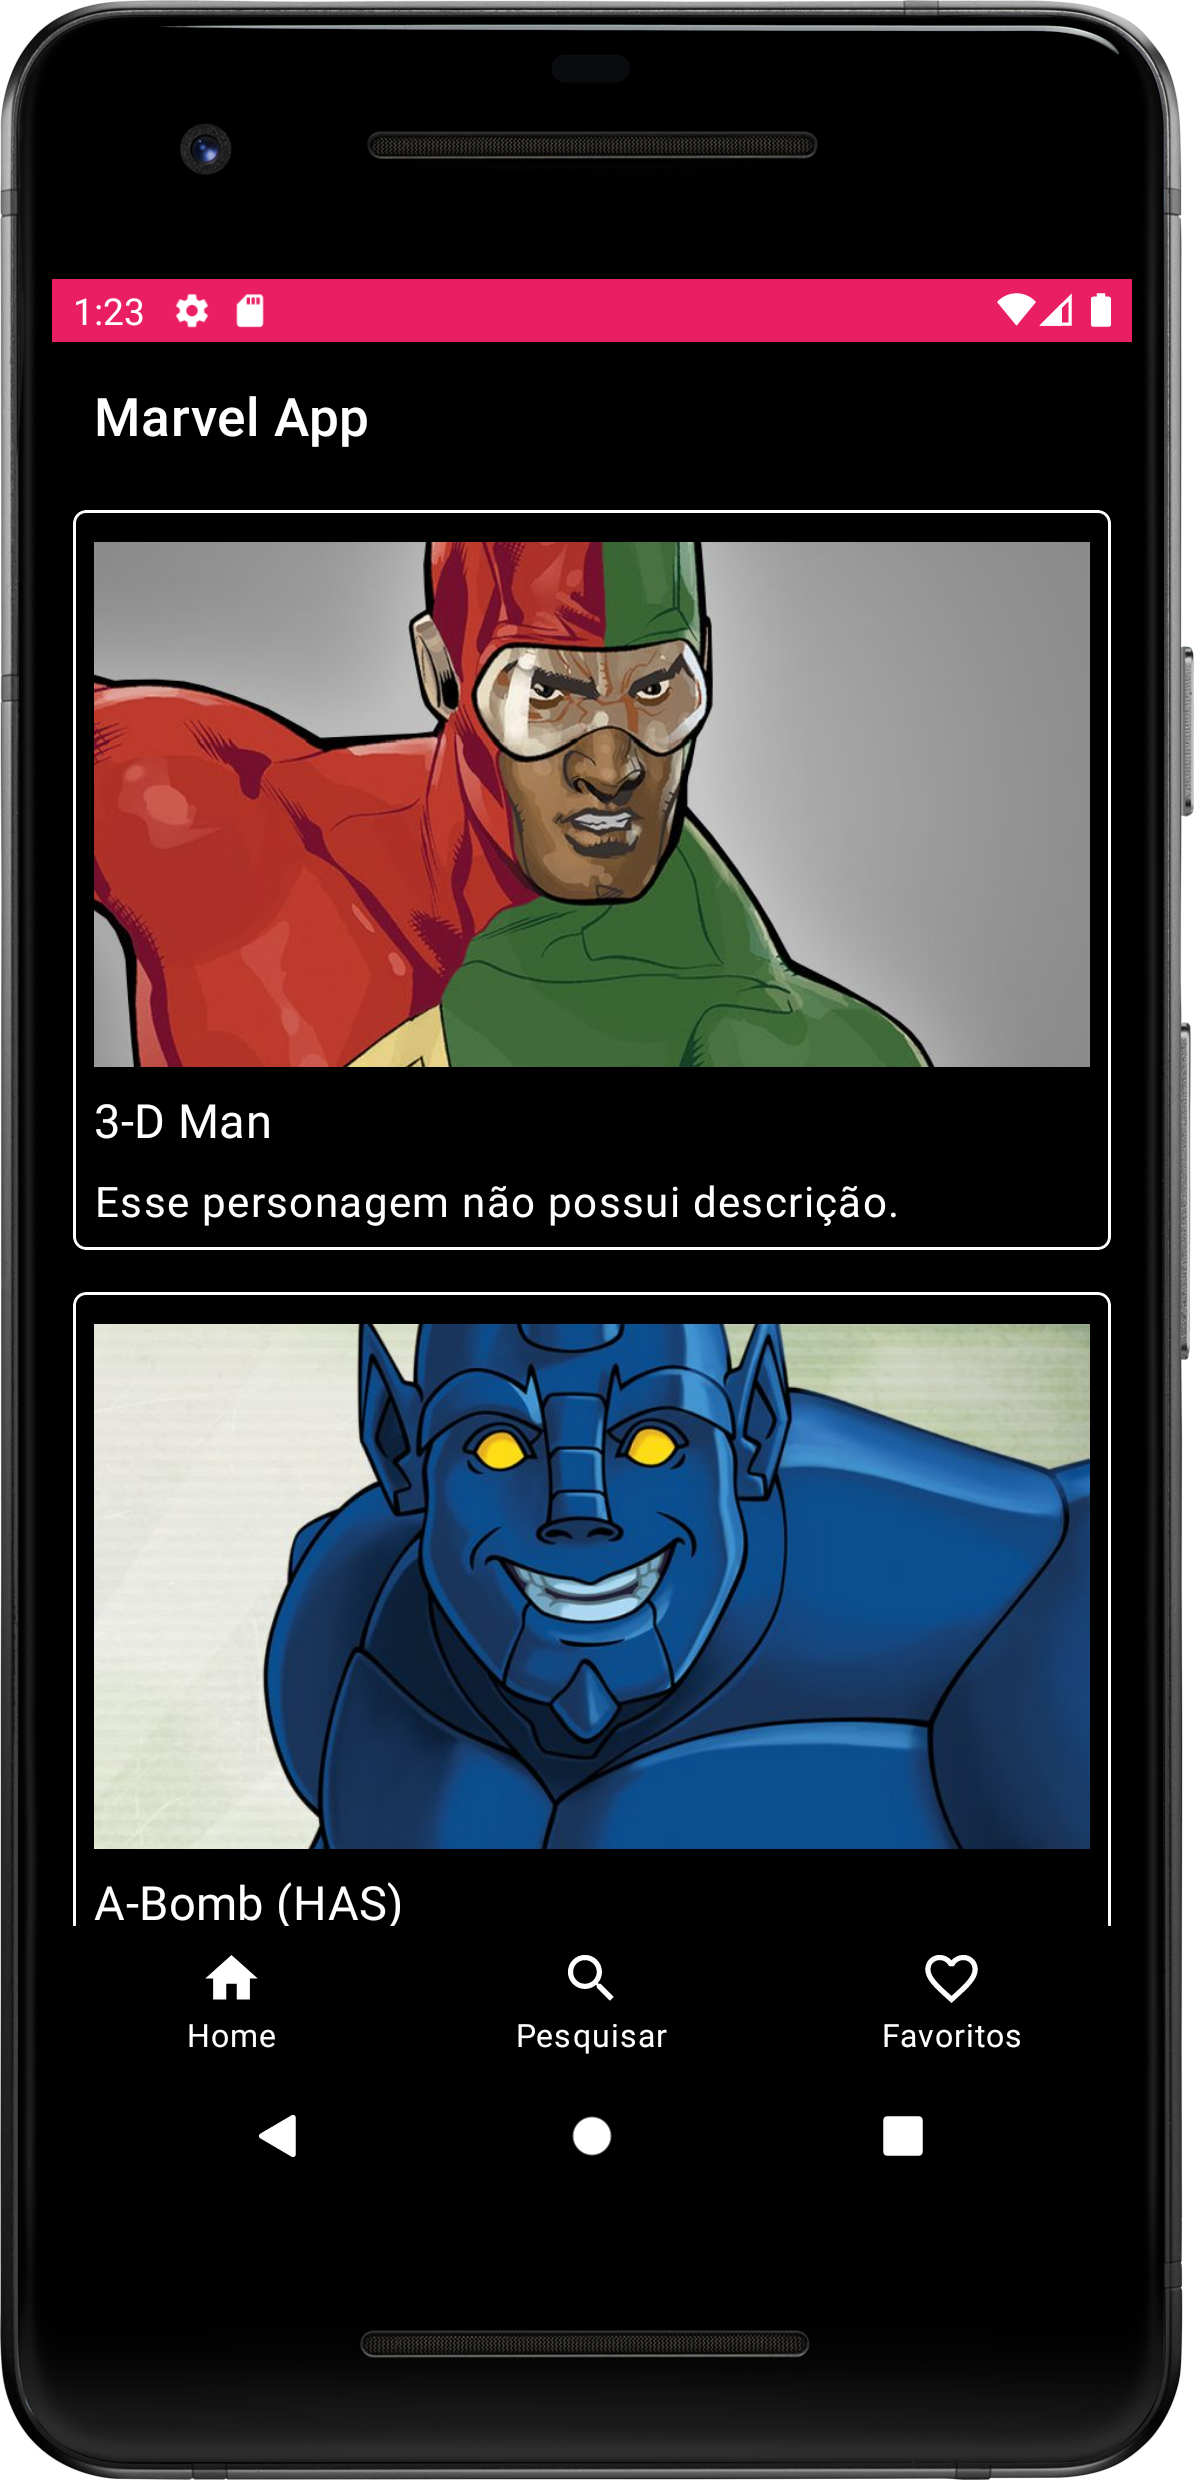 1:23
Marvel App
3-D Man
Esse personagem não possui descrição.
A-Bomb (HAS)
Home
Pesquisar
Favoritos